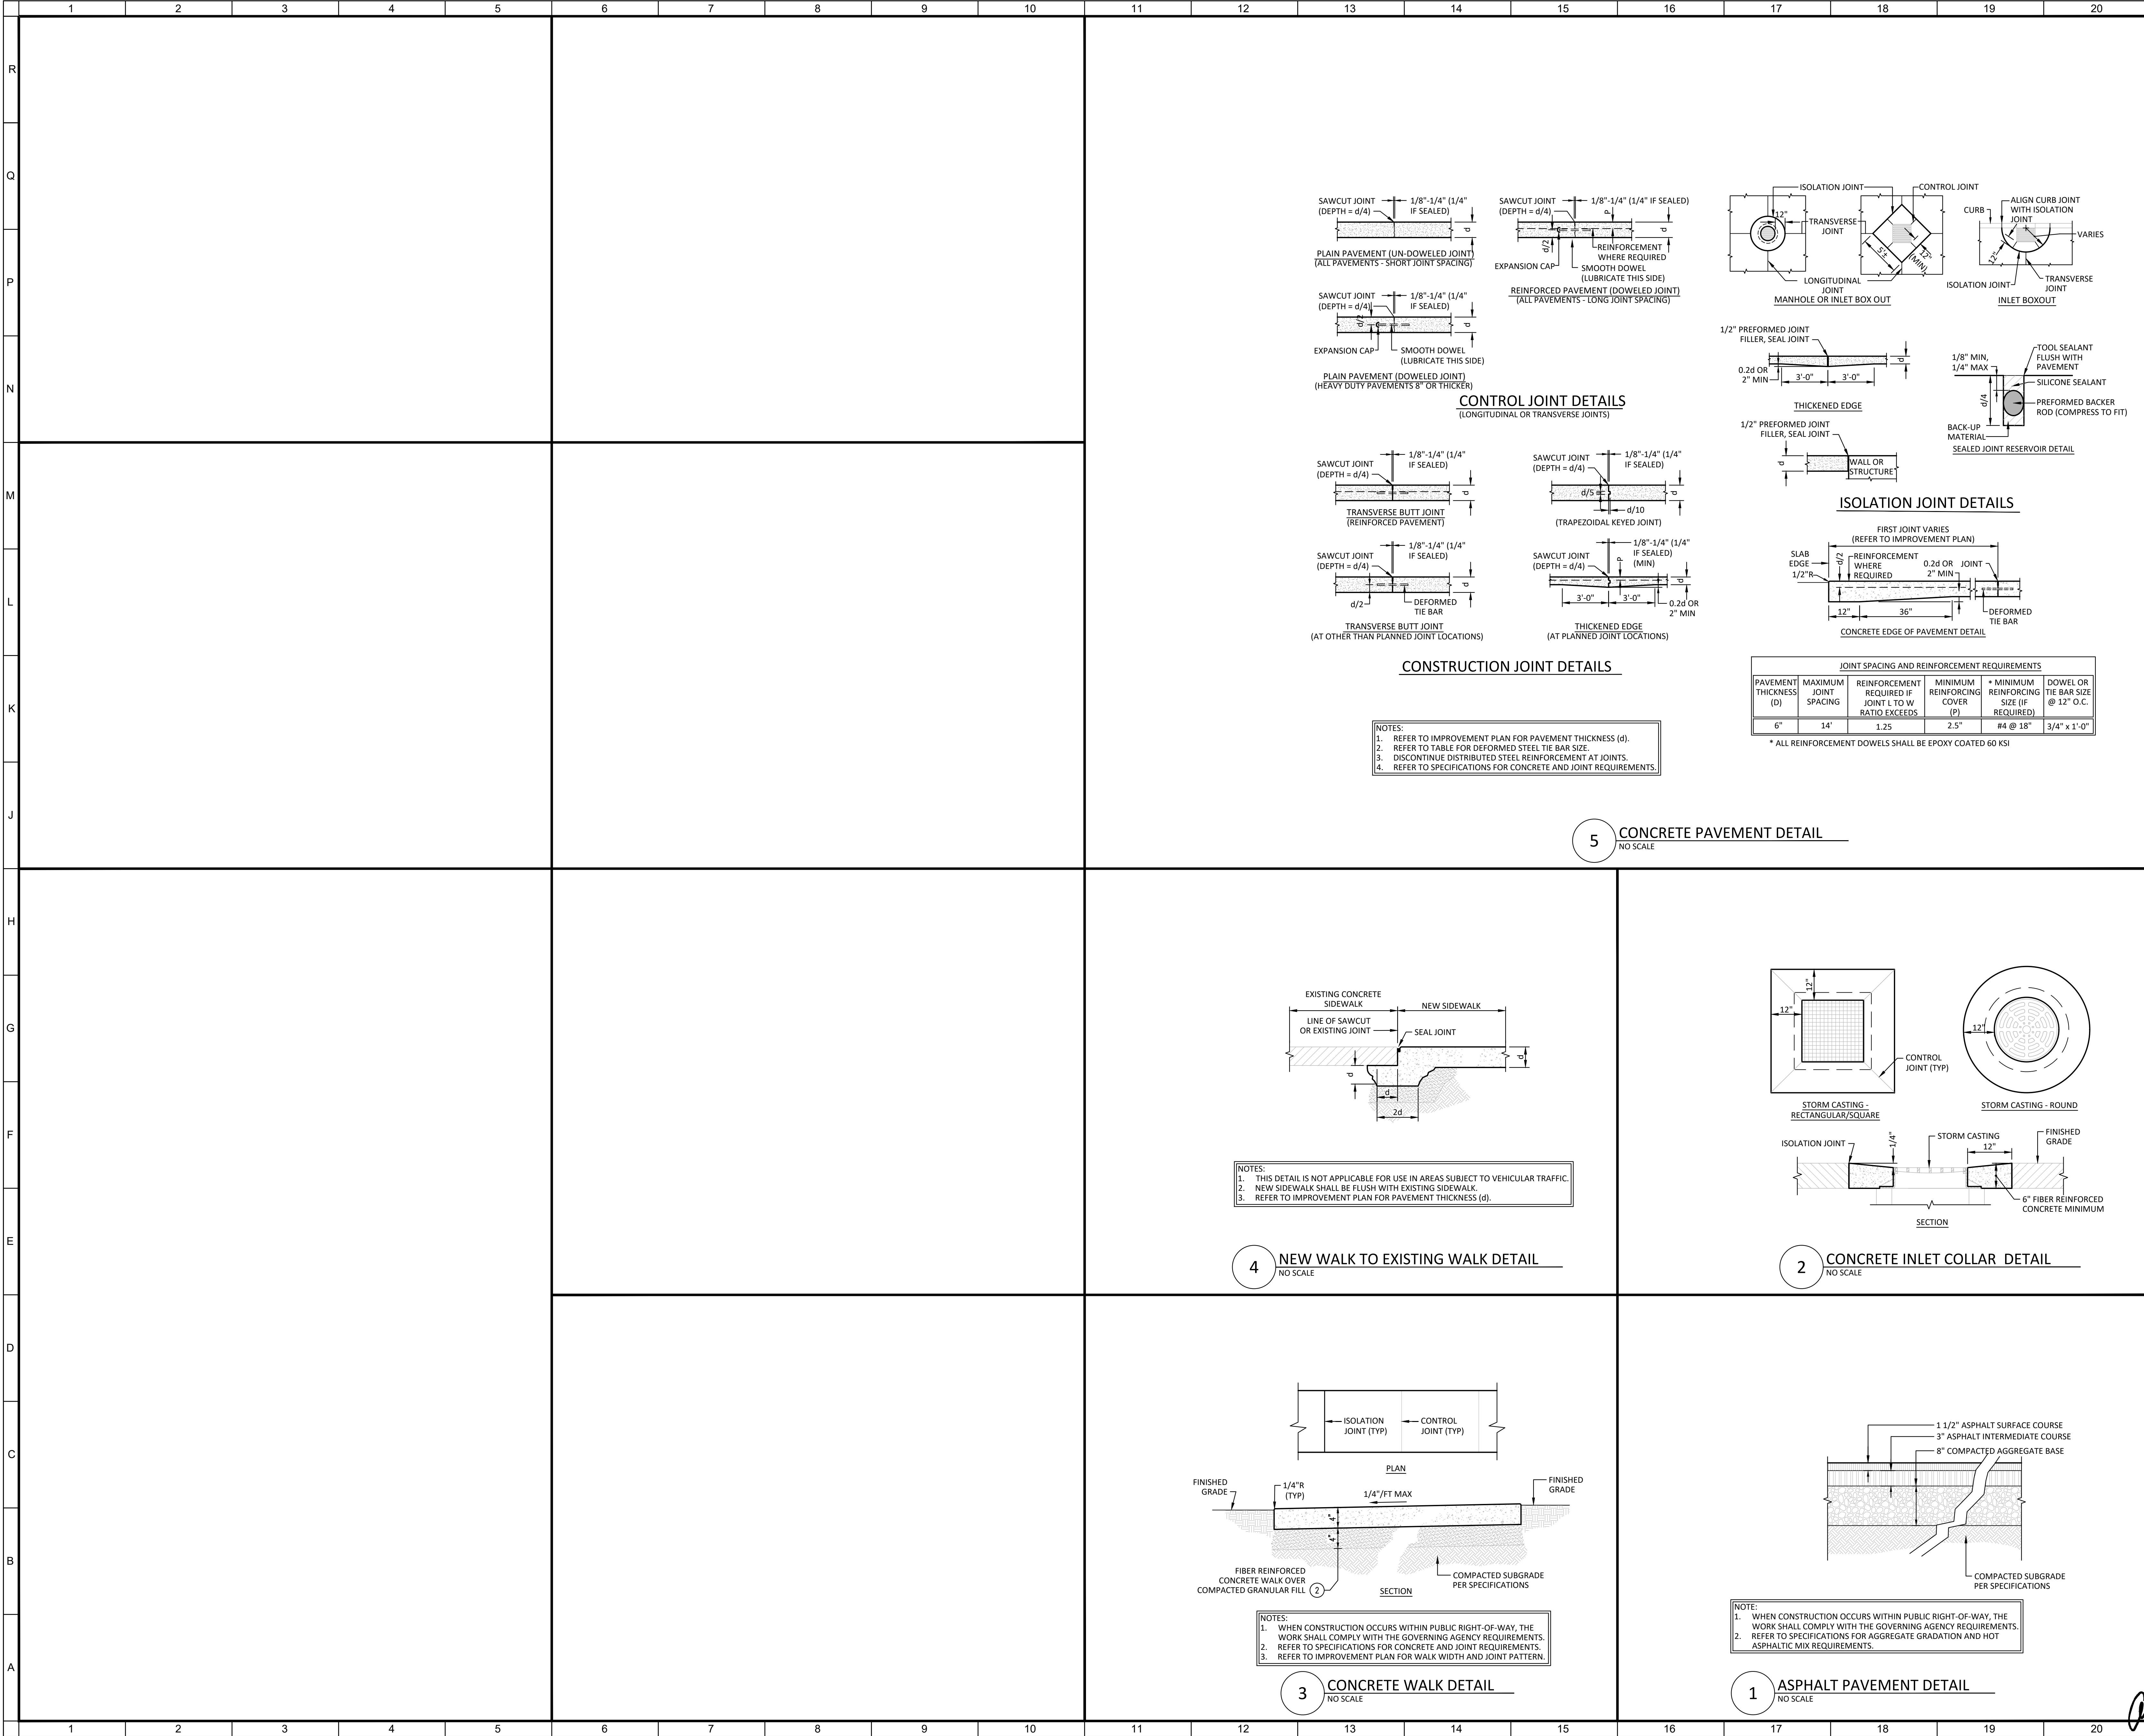 1 2 3 4 5 6 7 8 9 10 11 12 13 14 15 16 17 18 19 20
R
Q
P
N
M
L
K
J
H
G
F
E
D
C
B
A
SAWCUT JOINT
(DEPTH = d/4)
1/8"-1/4" (1/4"
IF SEALED)
d
PLAIN PAVEMENT (UN-DOWELED JOINT)
(ALL PAVEMENTS - SHORT JOINT SPACING)
SAWCUT JOINT
(DEPTH = d/4)
1/8"-1/4" (1/4" IF SEALED)
P
d
d/2
REINFORCEMENT
WHERE REQUIRED
EXPANSION CAP
SMOOTH DOWEL
(LUBRICATE THIS SIDE)
REINFORCED PAVEMENT (DOWELED JOINT)
(ALL PAVEMENTS - LONG JOINT SPACING)
SAWCUT JOINT
(DEPTH = d/4)
1/8"-1/4" (1/4"
IF SEALED)
d/2
d
EXPANSION CAP
SMOOTH DOWEL
(LUBRICATE THIS SIDE)
PLAIN PAVEMENT (DOWELED JOINT)
(HEAVY DUTY PAVEMENTS 8" OR THICKER)
CONTROL JOINT DETAILS
(LONGITUDINAL OR TRANSVERSE JOINTS)
SAWCUT JOINT
(DEPTH = d/4)
1/8"-1/4" (1/4"
IF SEALED)
d
TRANSVERSE BUTT JOINT
(REINFORCED PAVEMENT)
SAWCUT JOINT
(DEPTH = d/4)
1/8"-1/4" (1/4"
IF SEALED)
d/5
d
d/10
(TRAPEZOIDAL KEYED JOINT)
SAWCUT JOINT
(DEPTH = d/4)
1/8"-1/4" (1/4"
IF SEALED)
d
d/2
DEFORMED
TIE BAR
TRANSVERSE BUTT JOINT
(AT OTHER THAN PLANNED JOINT LOCATIONS)
SAWCUT JOINT
(DEPTH = d/4)
1/8"-1/4" (1/4"
IF SEALED)
(MIN)
P
d
3'-0"
3'-0"
0.2d OR
2" MIN
THICKENED EDGE
(AT PLANNED JOINT LOCATIONS)
CONSTRUCTION JOINT DETAILS
NOTES:
1. REFER TO IMPROVEMENT PLAN FOR PAVEMENT THICKNESS (d).
2. REFER TO TABLE FOR DEFORMED STEEL TIE BAR SIZE.
3. DISCONTINUE DISTRIBUTED STEEL REINFORCEMENT AT JOINTS.
4. REFER TO SPECIFICATIONS FOR CONCRETE AND JOINT REQUIREMENTS.
ISOLATION JOINT
CONTROL JOINT
12"
TRANSVERSE
JOINT
5'±
12"
(MIN)
LONGITUDINAL
JOINT
MANHOLE OR INLET BOX OUT
CURB
ALIGN CURB JOINT
WITH ISOLATION
JOINT
VARIES
12"
ISOLATION JOINT
TRANSVERSE
JOINT
INLET BOXOUT
1/2" PREFORMED JOINT
FILLER, SEAL JOINT
d
0.2d OR
2" MIN
3'-0"
3'-0"
THICKENED EDGE
1/8" MIN,
1/4" MAX
TOOL SEALANT
FLUSH WITH
PAVEMENT
SILICONE SEALANT
d/4
PREFORMED BACKER
ROD (COMPRESS TO FIT)
BACK-UP
MATERIAL
SEALED JOINT RESERVOIR DETAIL
1/2" PREFORMED JOINT
FILLER, SEAL JOINT
d
WALL OR
STRUCTURE
ISOLATION JOINT DETAILS
FIRST JOINT VARIES
(REFER TO IMPROVEMENT PLAN)
SLAB
EDGE
1/2"R
d/2
REINFORCEMENT
WHERE
REQUIRED
0.2d OR
2" MIN
JOINT
12"
36"
DEFORMED
TIE BAR
CONCRETE EDGE OF PAVEMENT DETAIL
JOINT SPACING AND REINFORCEMENT REQUIREMENTS
PAVEMENT
THICKNESS
(D)
MAXIMUM
JOINT
SPACING
REINFORCEMENT
REQUIRED IF
JOINT L TO W
RATIO EXCEEDS
MINIMUM
REINFORCING
COVER
(P)
* MINIMUM
REINFORCING
SIZE (IF
REQUIRED)
DOWEL OR
TIE BAR SIZE
@ 12" O.C.
6" 14' 1.25 2.5" #4 @ 18" 3/4" x 1'-0"
* ALL REINFORCEMENT DOWELS SHALL BE EPOXY COATED 60 KSI
5
CONCRETE PAVEMENT DETAIL
NO SCALE
EXISTING CONCRETE
SIDEWALK
NEW SIDEWALK
LINE OF SAWCUT
OR EXISTING JOINT
SEAL JOINT
d
d
d
2d
NOTES:
1. THIS DETAIL IS NOT APPLICABLE FOR USE IN AREAS SUBJECT TO VEHICULAR TRAFFIC.
2. NEW SIDEWALK SHALL BE FLUSH WITH EXISTING SIDEWALK.
3. REFER TO IMPROVEMENT PLAN FOR PAVEMENT THICKNESS (d).
4
NEW WALK TO EXISTING WALK DETAIL
NO SCALE
12"
12"
12"
CONTROL
JOINT (TYP)
STORM CASTING -
RECTANGULAR/SQUARE
STORM CASTING - ROUND
ISOLATION JOINT
1/4"
STORM CASTING
12"
FINISHED
GRADE
6" FIBER REINFORCED
CONCRETE MINIMUM
SECTION
2
CONCRETE INLET COLLAR DETAIL
NO SCALE
ISOLATION
JOINT (TYP)
CONTROL
JOINT (TYP)
PLAN
FINISHED
GRADE
1/4"R
(TYP)
1/4"/FT MAX
FINISHED
GRADE
4"
4"
FIBER REINFORCED
CONCRETE WALK OVER
COMPACTED GRANULAR FILL
2
SECTION
COMPACTED SUBGRADE
PER SPECIFICATIONS
NOTES:
1. WHEN CONSTRUCTION OCCURS WITHIN PUBLIC RIGHT-OF-WAY, THE
WORK SHALL COMPLY WITH THE GOVERNING AGENCY REQUIREMENTS.
2. REFER TO SPECIFICATIONS FOR CONCRETE AND JOINT REQUIREMENTS.
3. REFER TO IMPROVEMENT PLAN FOR WALK WIDTH AND JOINT PATTERN.
3
CONCRETE WALK DETAIL
NO SCALE
1 1/2" ASPHALT SURFACE COURSE
3" ASPHALT INTERMEDIATE COURSE
8" COMPACTED AGGREGATE BASE
COMPACTED SUBGRADE
PER SPECIFICATIONS
NOTE:
1. WHEN CONSTRUCTION OCCURS WITHIN PUBLIC RIGHT-OF-WAY, THE
WORK SHALL COMPLY WITH THE GOVERNING AGENCY REQUIREMENTS.
2. REFER TO SPECIFICATIONS FOR AGGREGATE GRADATION AND HOT
ASPHALTIC MIX REQUIREMENTS.
1
ASPHALT PAVEMENT DETAIL
NO SCALE
1 2 3 4 5 6 7 8 9 10 11 12 13 14 15 16 17 18 19 20